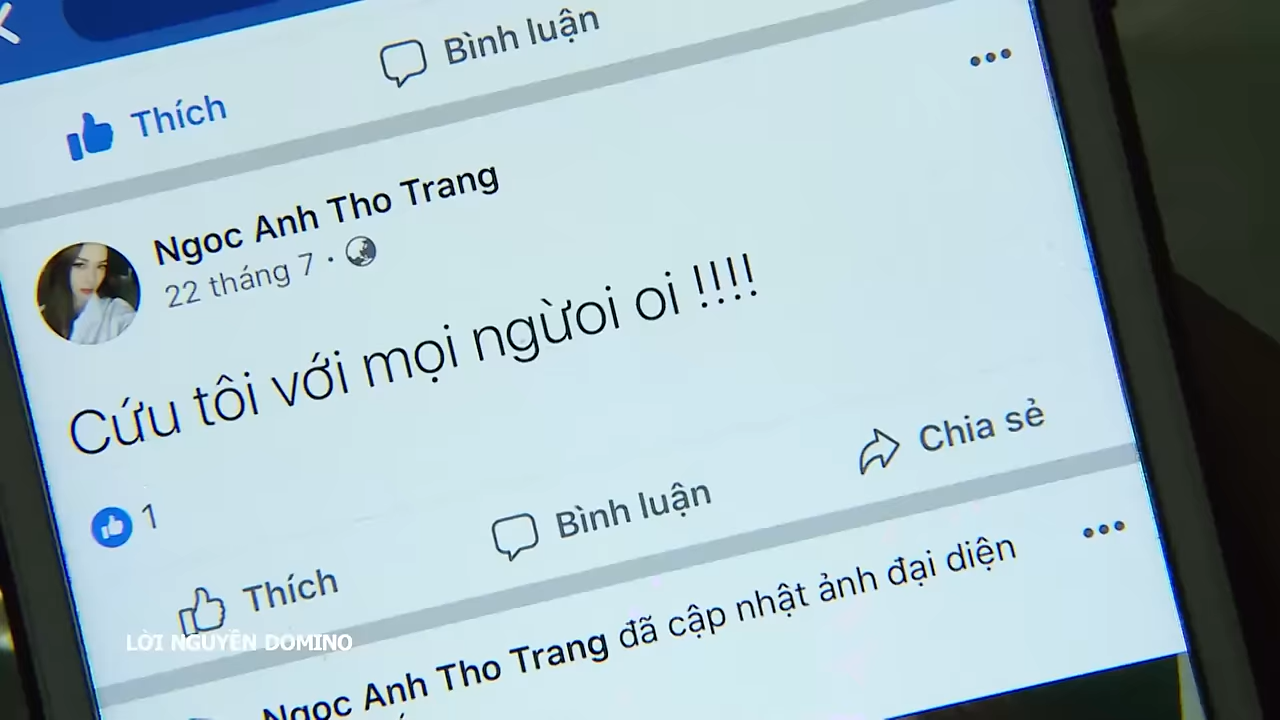 Bình luận
Thích
Ngoc Anh Tho Trang
22 tháng 7 ·
Cứu tôi với mọi ngừoi oi !!!!
1
Thích
Bình luận
Chia sẻ
LỜI NGUYỀN DOMINO
Ngoc Anh Tho Trang đã cập nhật ảnh đại diện